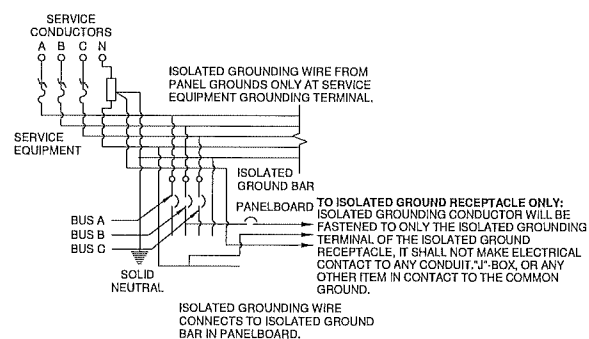 SERVICE
CONDUCTORS
A B C N
ISOLATED GROUNDING WIRE FROM
PANEL GROUNDS ONLY AT SERVICE
EQUIPMENT GROUNDING TERMINAL.
SERVICE
EQUIPMENT
ISOLATED
GROUND BAR
PANELBOARD
BUS A
BUS B
BUS C
SOLID
NEUTRAL
TO ISOLATED GROUND RECEPTACLE ONLY:
ISOLATED GROUNDING CONDUCTOR WILL BE
FASTENED TO ONLY THE ISOLATED GROUNDING
TERMINAL OF THE ISOLATED GROUND
RECEPTACLE, IT SHALL NOT MAKE ELECTRICAL
CONTACT TO ANY CONDUIT."J"-BOX, OR ANY
OTHER ITEM IN CONTACT TO THE COMMON
GROUND.
ISOLATED GROUNDING WIRE
CONNECTS TO ISOLATED GROUND
BAR IN PANELBOARD.